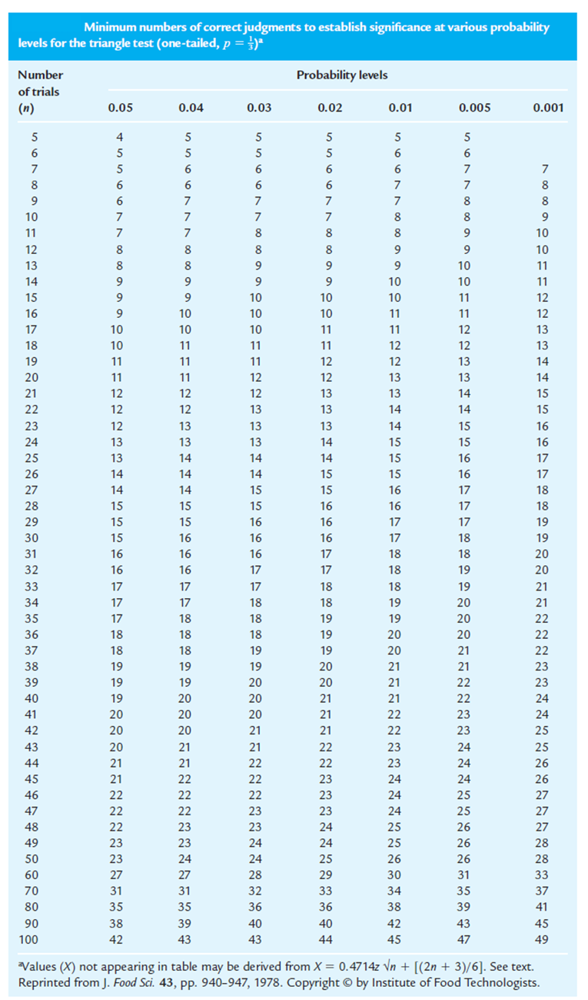 Minimum numbers of correct judgments to establish significance at various probability
levels for the triangle test (one-tailed, p = ⅓)ᵃ
Number Probability levels
of trials
(n) 0.05 0.04 0.03 0.02 0.01 0.005 0.001
5 4 5 5 5 5 5
6 5 5 5 5 6 6
7 5 6 6 6 6 7 7
8 6 6 6 6 7 7 8
9 6 7 7 7 7 8 8
10 7 7 7 7 8 8 9
11 7 7 8 8 8 9 10
12 8 8 8 8 9 9 10
13 8 8 9 9 9 10 11
14 9 9 9 9 10 10 11
15 9 9 10 10 10 11 12
16 9 10 10 10 11 11 12
17 10 10 10 11 11 12 13
18 10 11 11 11 12 12 13
19 11 11 11 12 12 13 14
20 11 11 12 12 13 13 14
21 12 12 12 13 13 14 15
22 12 12 13 13 14 14 15
23 12 13 13 13 14 15 16
24 13 13 13 14 15 15 16
25 13 14 14 14 15 16 17
26 14 14 14 15 15 16 17
27 14 14 15 15 16 17 18
28 15 15 15 16 16 17 18
29 15 15 16 16 17 17 19
30 15 16 16 16 17 18 19
31 16 16 16 17 18 18 20
32 16 16 17 17 18 19 20
33 17 17 17 18 18 19 21
34 17 17 18 18 19 20 21
35 17 18 18 19 19 20 22
36 18 18 18 19 20 20 22
37 18 18 19 19 20 21 22
38 19 19 19 20 21 21 23
39 19 19 20 20 21 22 23
40 19 20 20 21 21 22 24
41 20 20 20 21 22 23 24
42 20 20 21 21 22 23 25
43 20 21 21 22 23 24 25
44 21 21 22 22 23 24 26
45 21 22 22 23 24 24 26
46 22 22 22 23 24 25 27
47 22 22 23 23 24 25 27
48 22 23 23 24 25 26 27
49 23 23 24 24 25 26 28
50 23 24 24 25 26 26 28
60 27 27 28 29 30 31 33
70 31 31 32 33 34 35 37
80 35 35 36 36 38 39 41
90 38 39 40 40 42 43 45
100 42 43 43 44 45 47 49
ᵃValues (X) not appearing in table may be derived from X = 0.4714z √n + [(2n + 3)/6]. See text.
Reprinted from J. Food Sci. 43, pp. 940–947, 1978. Copyright © by Institute of Food Technologists.